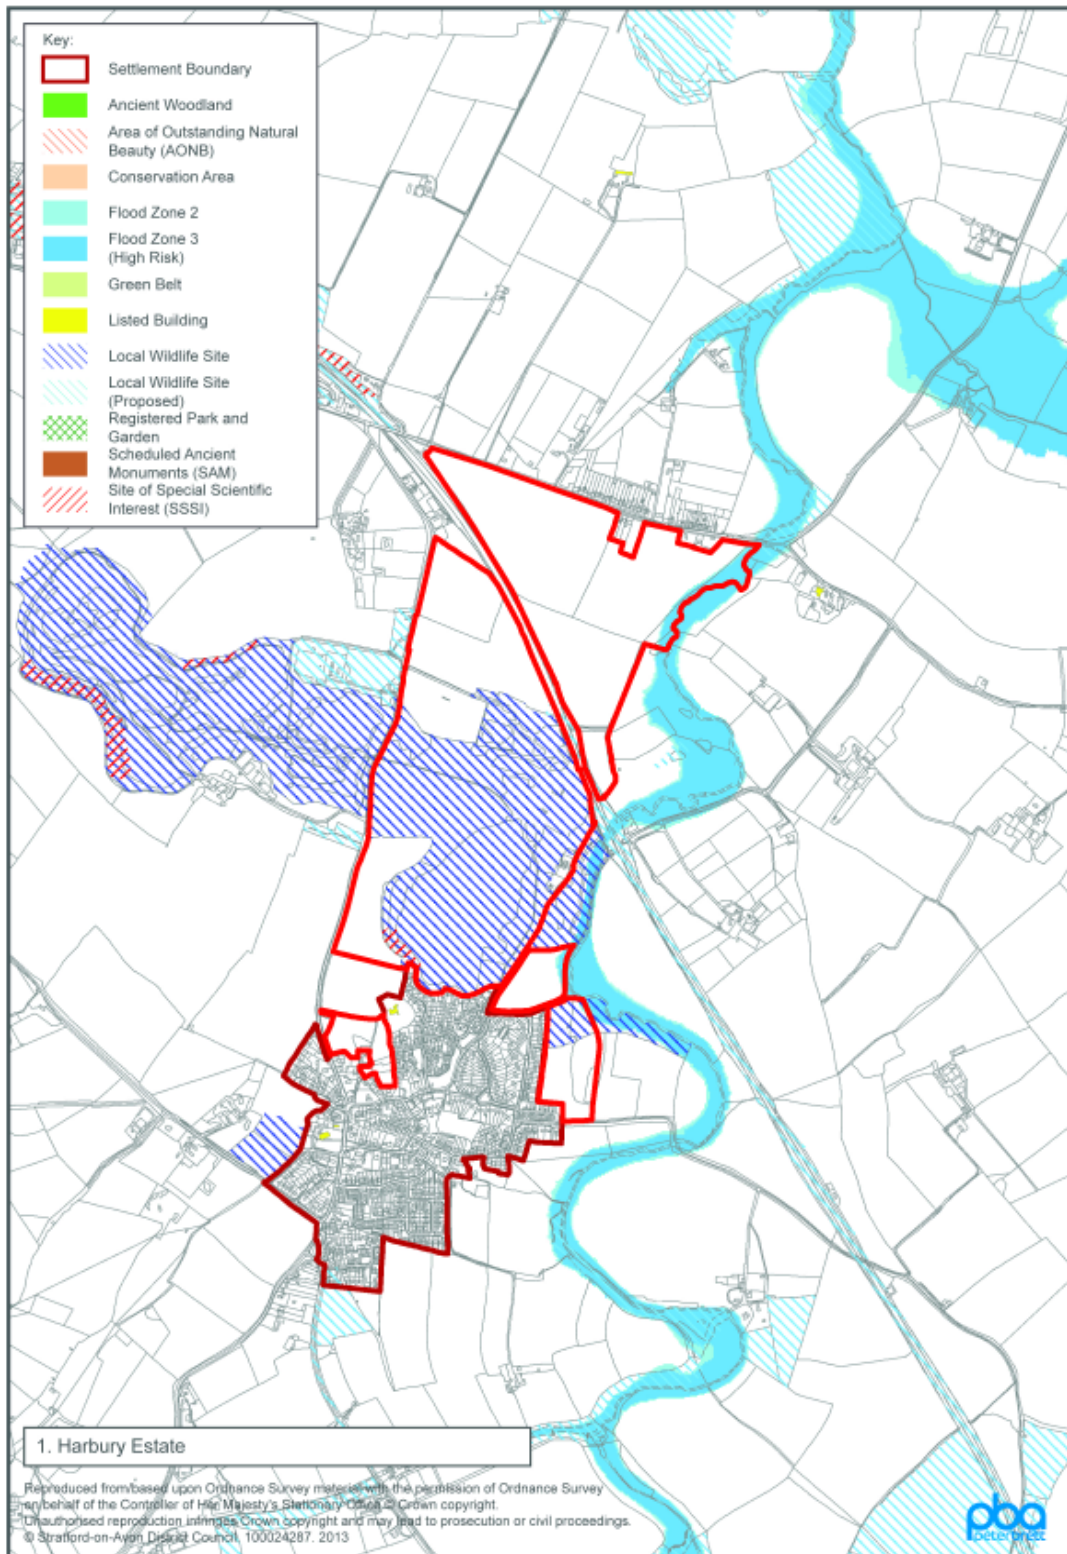 Key:
Settlement Boundary
Ancient Woodland
Area of Outstanding Natural
Beauty (AONB)
Conservation Area
Flood Zone 2
Flood Zone 3
(High Risk)
Green Belt
Listed Building
Local Wildlife Site
Local Wildlife Site
(Proposed)
Registered Park and
Garden
Scheduled Ancient
Monuments (SAM)
Site of Special Scientific
Interest (SSSI)
1. Harbury Estate
Reproduced from/based upon Ordnance Survey material with the permission of Ordnance Survey
on behalf of the Controller of Her Majesty's Stationary Office © Crown copyright.
Unauthorised reproduction infringes Crown copyright and may lead to prosecution or civil proceedings.
© Stratford-on-Avon District Council. 100024287. 2013
pba
peterbrett